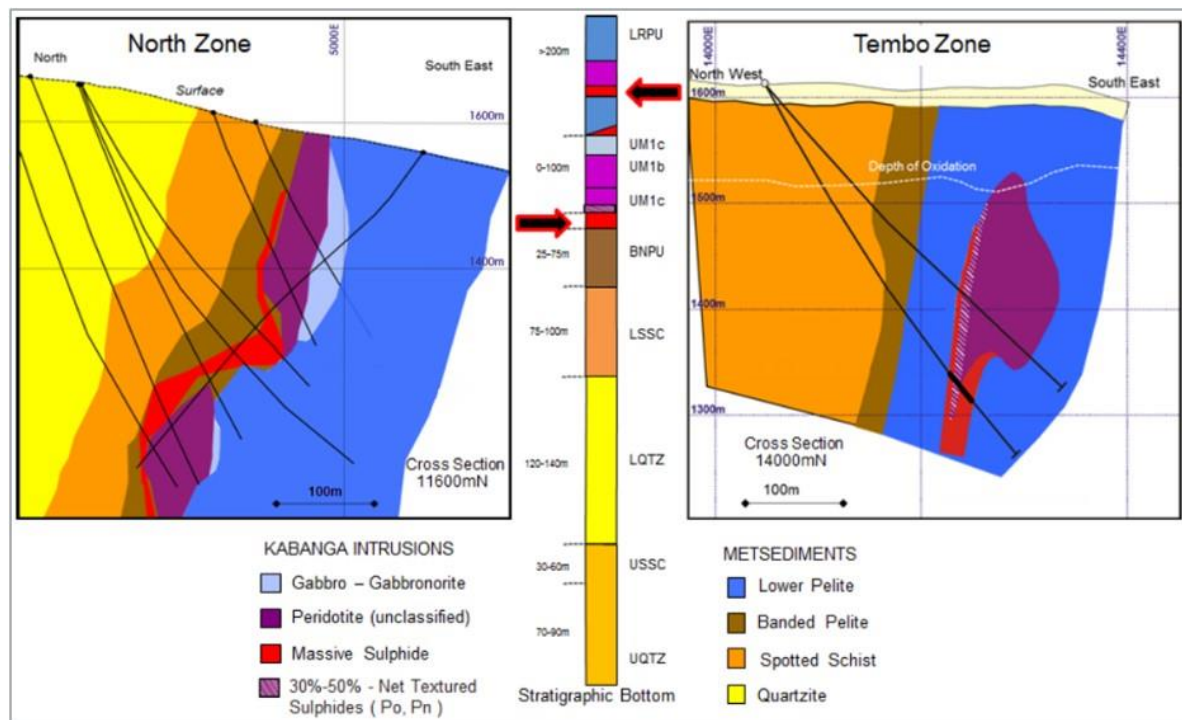 North Zone
North
5000E
South East
Surface
1600m
1400m
Cross Section
11600mN
100m
>200m
LRPU
UM1c
0-100m
UM1b
UM1c
25-75m
BNPU
75-100m
LSSC
120-140m
LQTZ
30-60m
USSC
70-90m
UQTZ
Stratigraphic Bottom
14000E
Tembo Zone
14400E
North West
South East
1600m
Depth of Oxidation
1500m
1400m
1300m
Cross Section
14000mN
100m
KABANGA INTRUSIONS
Gabbro – Gabbronorite
Peridotite (unclassified)
Massive Sulphide
30%-50% - Net Textured
Sulphides ( Po, Pn )
METSEDIMENTS
Lower Pelite
Banded Pelite
Spotted Schist
Quartzite